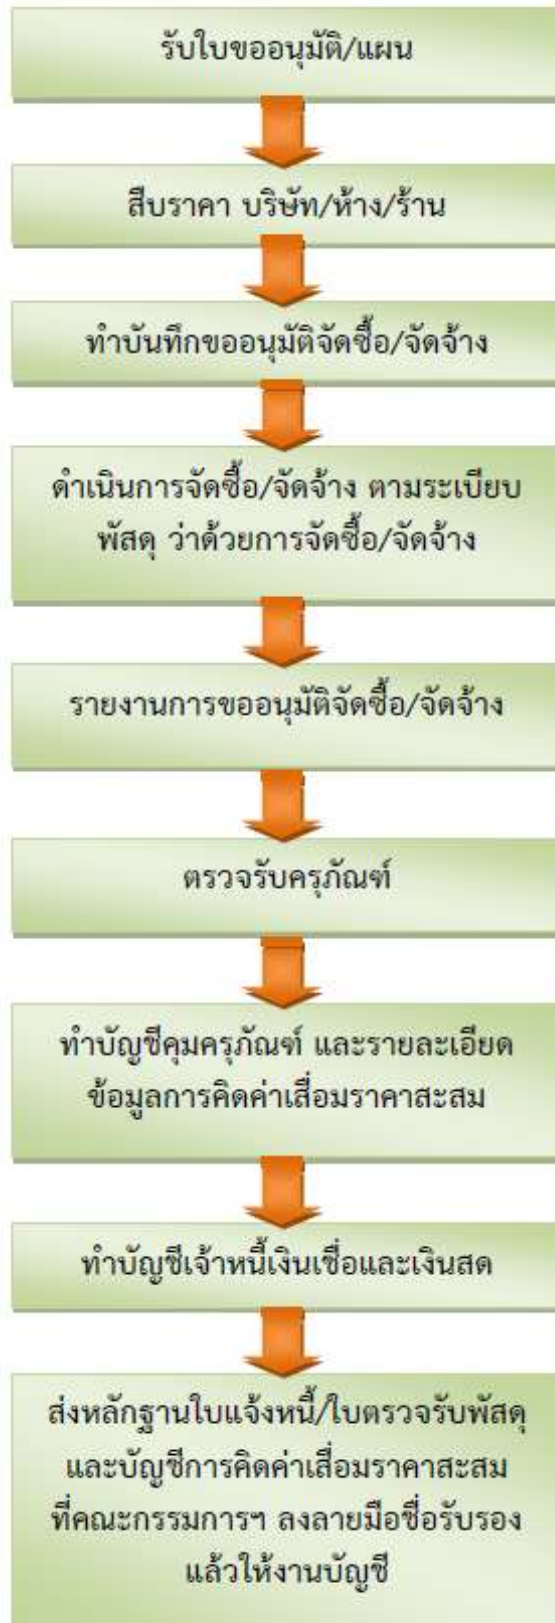 รับใบขออนุมัติ/แผน
สืบราคา บริษัท/ห้าง/ร้าน
ทำบันทึกขออนุมัติจัดซื้อ/จัดจ้าง
ดำเนินการจัดซื้อ/จัดจ้าง ตามระเบียบ
พัสดุ ว่าด้วยการจัดซื้อ/จัดจ้าง
รายงานการขออนุมัติจัดซื้อ/จัดจ้าง
ตรวจรับครุภัณฑ์
ทำบัญชีคุมครุภัณฑ์ และรายละเอียด
ข้อมูลการคิดค่าเสื่อมราคาสะสม
ทำบัญชีเจ้าหนี้เงินเชื่อและเงินสด
ส่งหลักฐานใบแจ้งหนี้/ใบตรวจรับพัสดุ
และบัญชีการคิดค่าเสื่อมราคาสะสม
ที่คณะกรรมการฯ ลงลายมือชื่อรับรอง
แล้วให้งานบัญชี